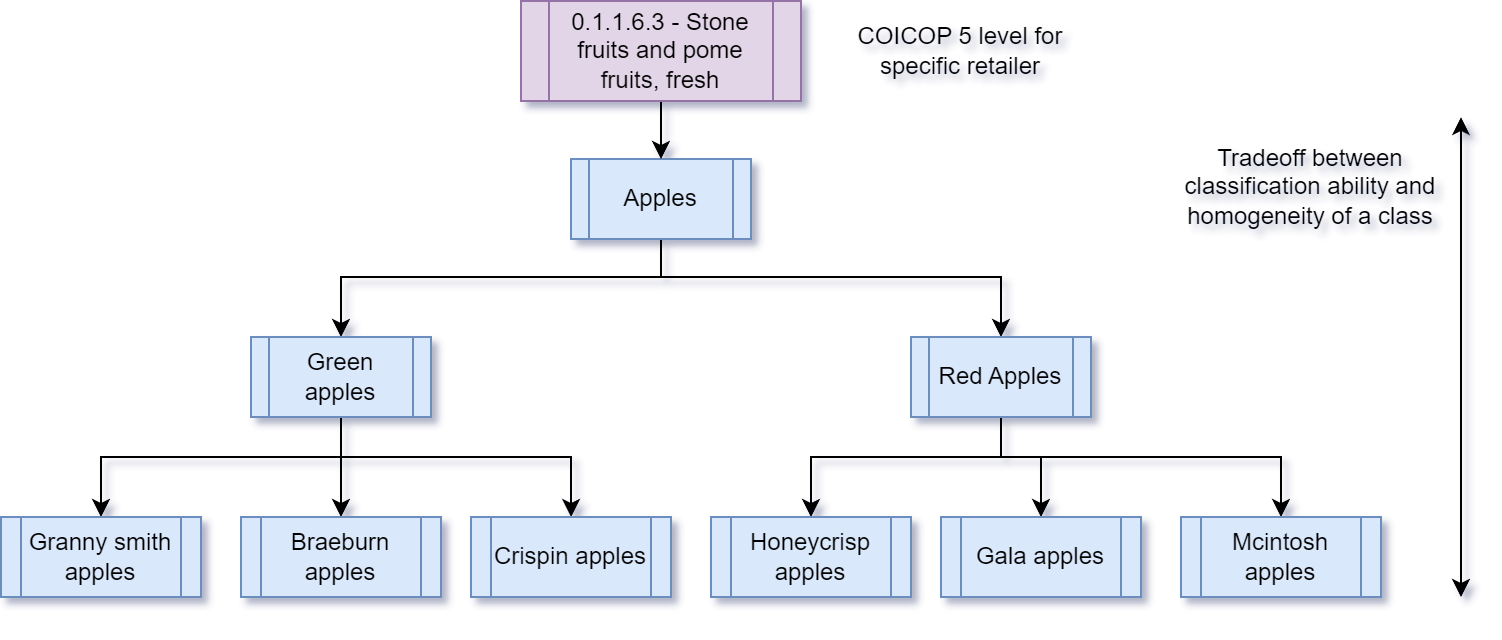 0.1.1.6.3 - Stone
fruits and pome
fruits, fresh
COICOP 5 level for
specific retailer
Apples
Tradeoff between
classification ability and
homogeneity of a class
Green
apples
Red Apples
Granny smith
apples
Braeburn
apples
Crispin apples
Honeycrisp
apples
Gala apples
Mcintosh
apples